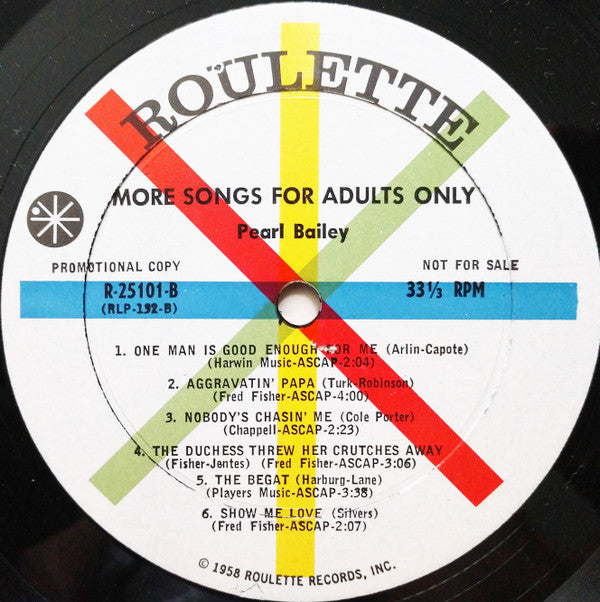 ROULETTE
MORE SONGS FOR ADULTS ONLY
Pearl Bailey
PROMOTIONAL COPY
NOT FOR SALE
R-25101-B
33⅓ RPM
(RLP-192-B)
1. ONE MAN IS GOOD ENOUGH FOR ME (Arlin-Capote)
(Harwin Music-ASCAP-2:04)
2. AGGRAVATIN' PAPA (Turk-Robinson)
(Fred Fisher-ASCAP-4:00)
3. NOBODY'S CHASIN' ME (Cole Porter)
(Chappell-ASCAP-2:23)
4. THE DUCHESS THREW HER CRUTCHES AWAY
(Fisher-Jentes) (Fred Fisher-ASCAP-3:06)
5. THE BEGAT (Harburg-Lane)
(Players Music-ASCAP-3:38)
6. SHOW ME LOVE (Silvers)
(Fred Fisher-ASCAP-2:07)
© 1958 ROULETTE RECORDS, INC.